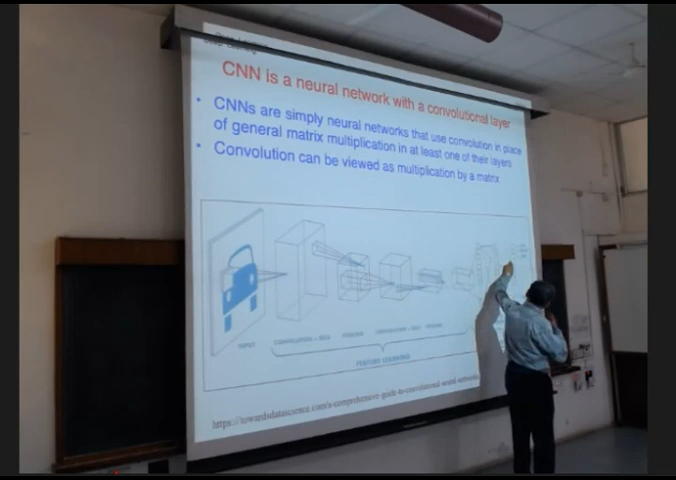 CNN is a neural network with a convolutional layer
• CNNs are simply neural networks that use convolution in place
of general matrix multiplication in at least one of their layers
• Convolution can be viewed as multiplication by a matrix
INPUT
CONVOLUTION + RELU POOLING CONVOLUTION + RELU POOLING
FEATURE LEARNING
https://towardsdatascience.com/a-comprehensive-guide-to-convolutional-neural-networks